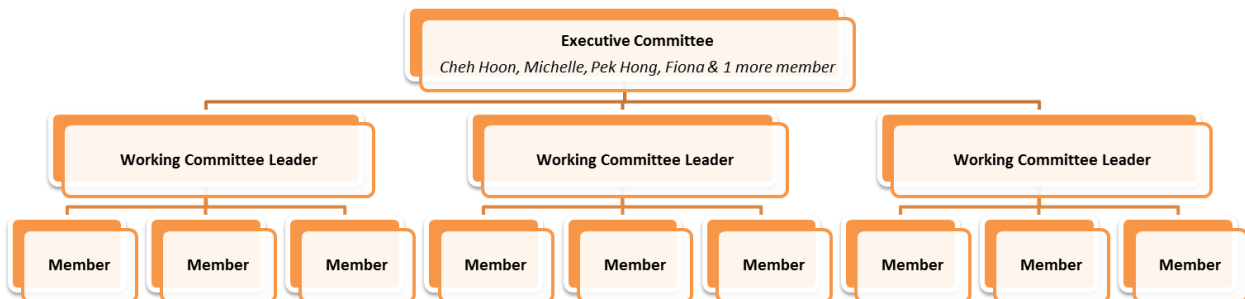 Executive Committee
Cheh Hoon, Michelle, Pek Hong, Fiona & 1 more member
Working Committee Leader
Working Committee Leader
Working Committee Leader
Member
Member
Member
Member
Member
Member
Member
Member
Member